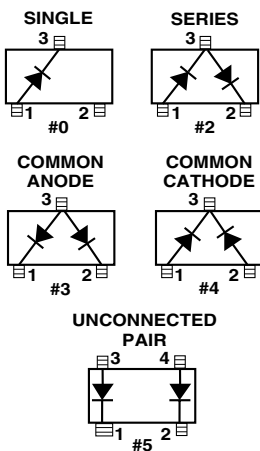 SINGLE
3
1 2
#0
SERIES
3
1 2
#2
COMMON
ANODE
3
1 2
#3
COMMON
CATHODE
3
1 2
#4
UNCONNECTED
PAIR
3 4
1 2
#5